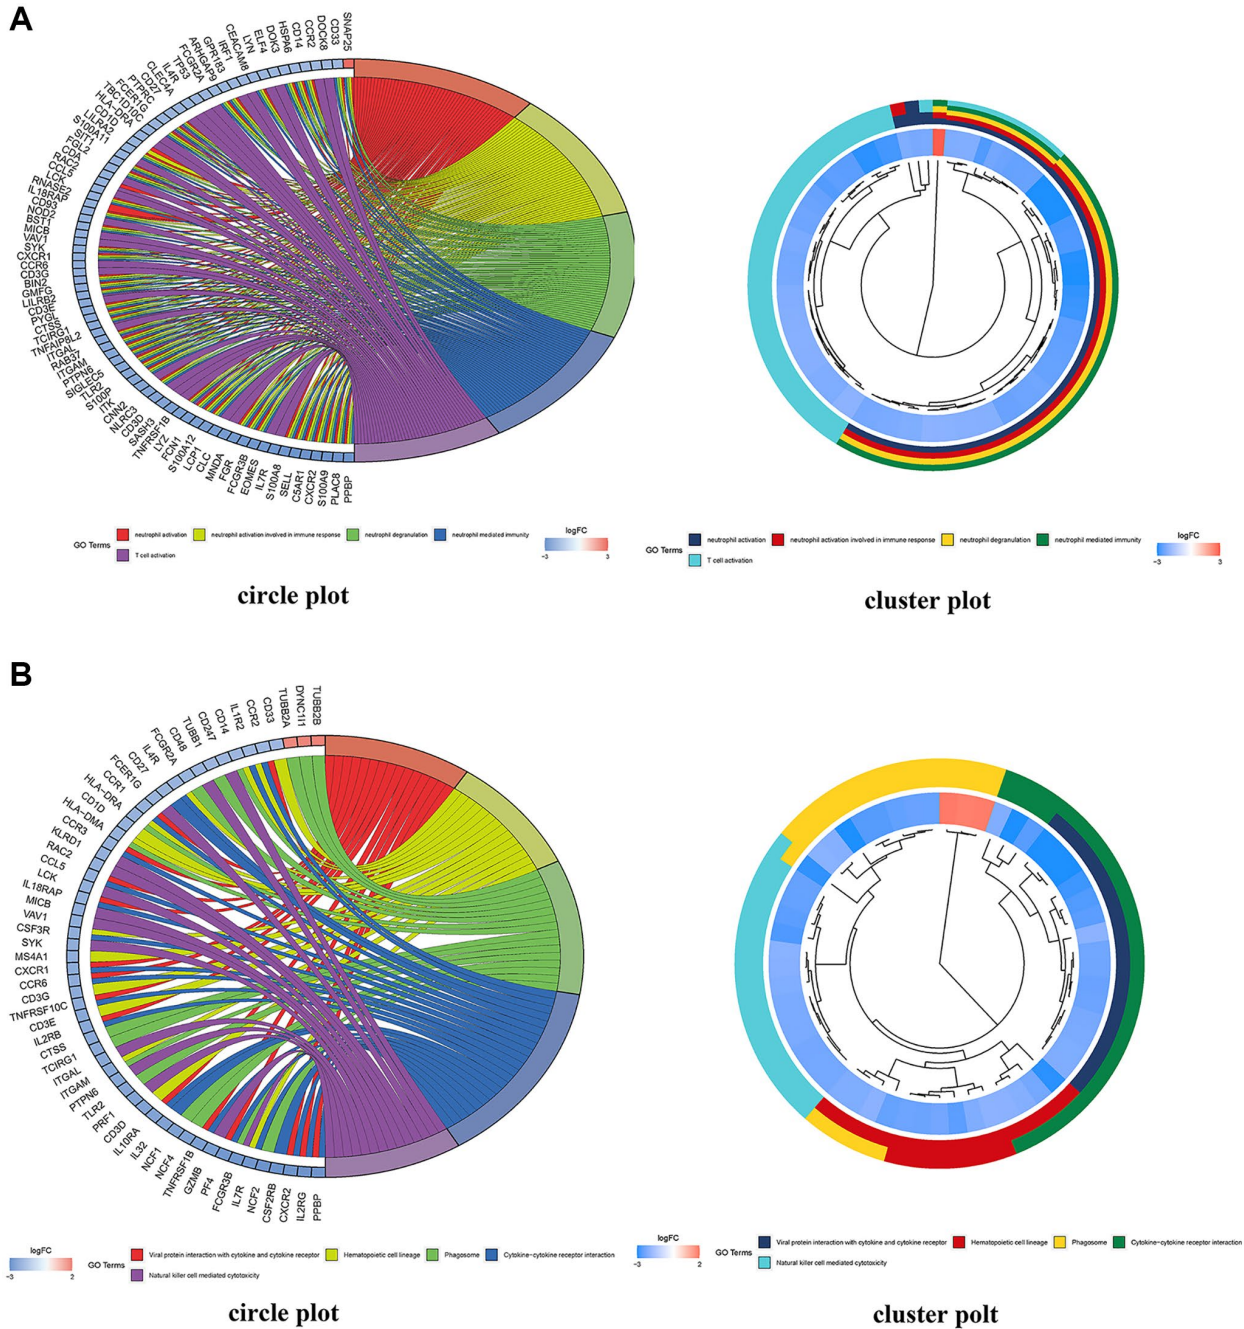 A
SNAP25
CD33
DOCK8
CCR2
CD14
HSPA6
DOK3
ELF4
LYN
CEACAM8
IRF1
GPR183
ARHGAP9
FCGR2A
TP53
IL4R
CLEC4A
CD27
PTPRC
FCER1G
TBC1D10C
HLA-DRA
CD1D
LILRA2
S100A11
SIT1
FGL2
CDA
RAC2
CCL5
LCK
RNASE2
IL18RAP
CD93
NOD2
BST1
MICB
VAV1
SYK
CXCR1
CCR6
CD3G
BIN2
GMFG
LILRB2
CD3E
PYGL
CTSS
TCIRG1
TNFAIP8L2
ITGAL
RAB37
ITGAM
PTPN6
SIGLEC5
TLR2
S100P
ITK
CNN2
NLRC3
CD3D
SASH3
TNFRSF1B
LYZ
FCN1
S100A12
LCP1
CLC
MNDA
FGR
FCGR3B
EOMES
IL7R
S100A8
SELL
C5AR1
CXCR2
S100A9
PLAC8
PPBP
GO Terms
neutrophil activation
neutrophil activation involved in immune response
neutrophil degranulation
neutrophil mediated immunity
T cell activation
logFC
-3 3
circle plot
GO Terms
neutrophil activation
neutrophil activation involved in immune response
neutrophil degranulation
neutrophil mediated immunity
T cell activation
logFC
-3 3
cluster plot
B
TUBB2B
DYNC1I1
TUBB2A
CD33
CCR2
IL1R2
CD14
CD247
TUBB1
CD48
FCGR2A
IL4R
CD27
FCER1G
CCR1
HLA-DRA
CD1D
HLA-DMA
CCR3
KLRD1
RAC2
CCL5
LCK
IL18RAP
MICB
VAV1
CSF3R
SYK
MS4A1
CXCR1
CCR6
CD3G
TNFRSF10C
CD3E
IL2RB
CTSS
TCIRG1
ITGAL
ITGAM
PTPN6
TLR2
PRF1
CD3D
IL10RA
IL32
NCF1
NCF4
TNFRSF1B
GZMB
PF4
FCGR3B
IL7R
NCF2
CSF2RB
CXCR2
IL2RG
PPBP
logFC
-3 2
GO Terms
Viral protein interaction with cytokine and cytokine receptor
Hematopoietic cell lineage
Phagosome
Cytokine-cytokine receptor interaction
Natural killer cell mediated cytotoxicity
circle plot
logFC
-3 2
GO Terms
Viral protein interaction with cytokine and cytokine receptor
Hematopoietic cell lineage
Phagosome
Cytokine-cytokine receptor interaction
Natural killer cell mediated cytotoxicity
cluster polt